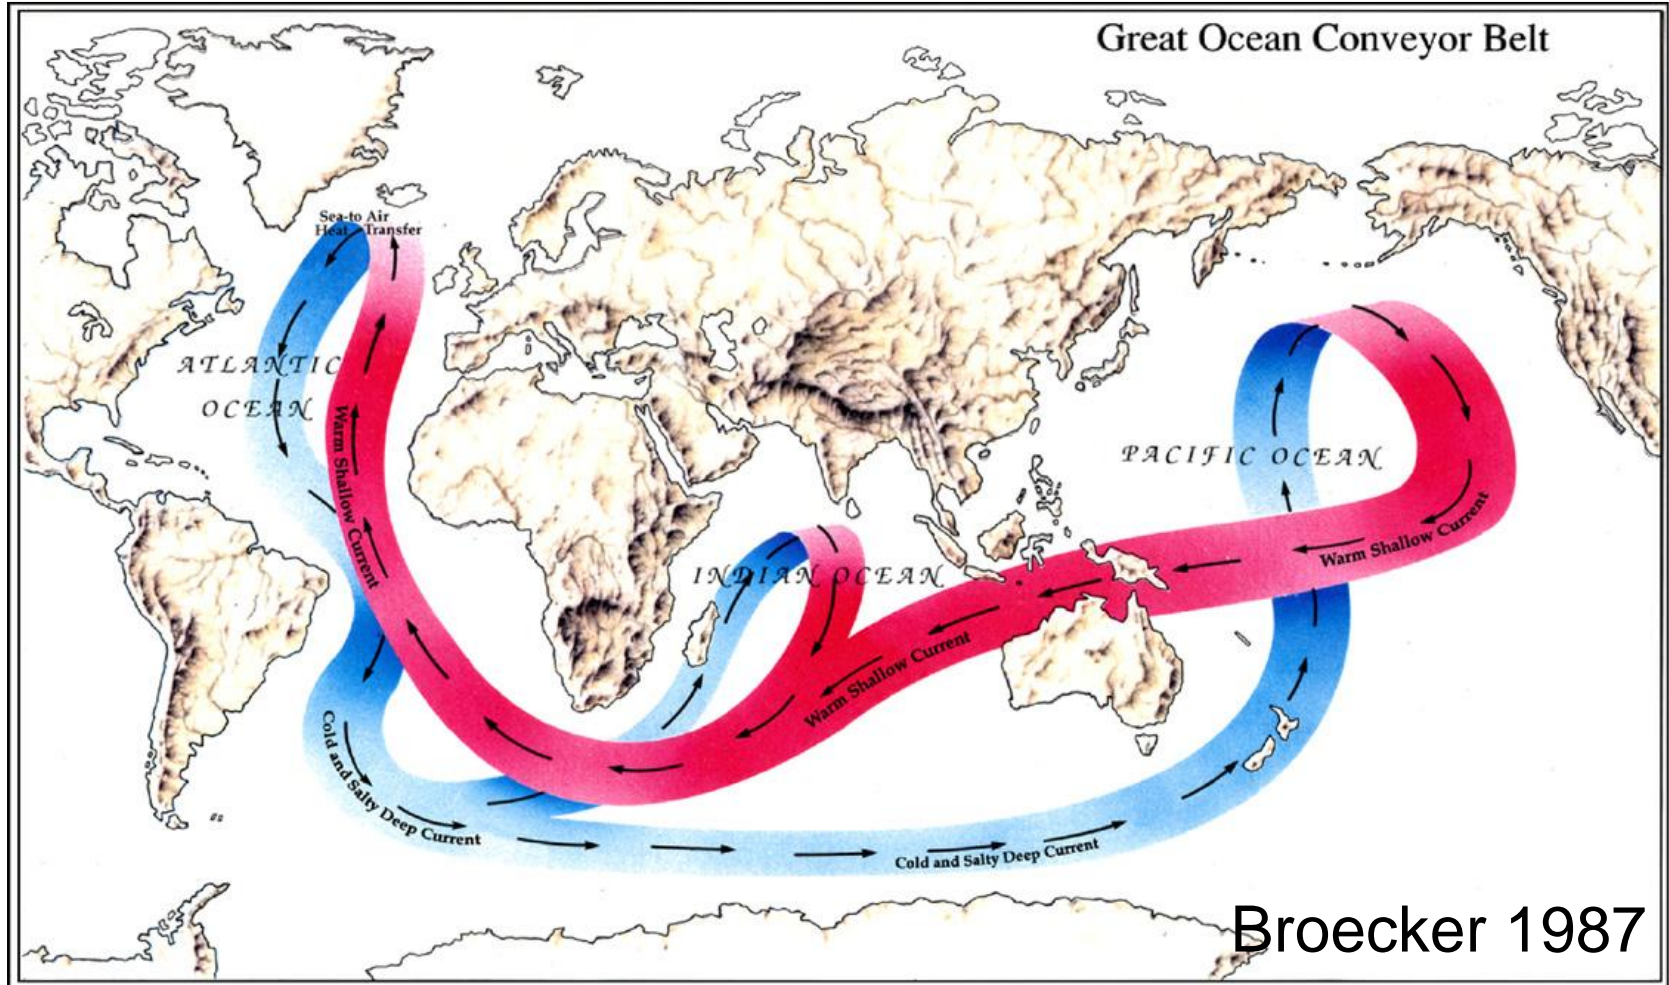 Great Ocean Conveyor Belt
Sea-to Air
Heat Transfer
ATLANTIC
OCEAN
Warm Shallow Current
PACIFIC OCEAN
Warm Shallow Current
INDIAN OCEAN
Warm Shallow Current
Cold and Salty Deep Current
Cold and Salty Deep Current
Broecker 1987